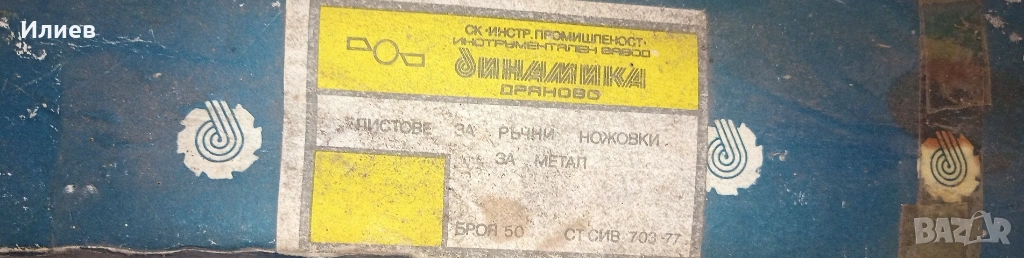 Илиев
СК "ИНСТР. ПРОМИШЛЕНОСТ"
ИНСТРУМЕНТАЛЕН ЗАВОД
ДИНАМИКА
ДРЯНОВО
ЛИСТОВЕ ЗА РЪЧНИ НОЖОВКИ
ЗА МЕТАЛ
БРОЯ 50 СТ СИВ 703-77
BAZAR